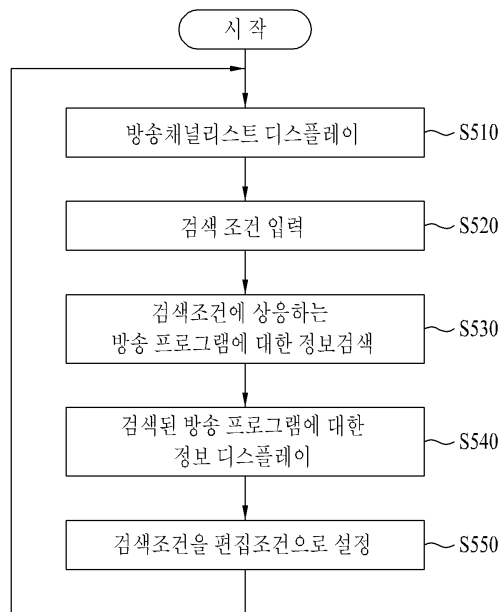 시 작
방송채널리스트 디스플레이
S510
검색 조건 입력
S520
검색조건에 상응하는
방송 프로그램에 대한 정보검색
S530
검색된 방송 프로그램에 대한
정보 디스플레이
S540
검색조건을 편집조건으로 설정
S550